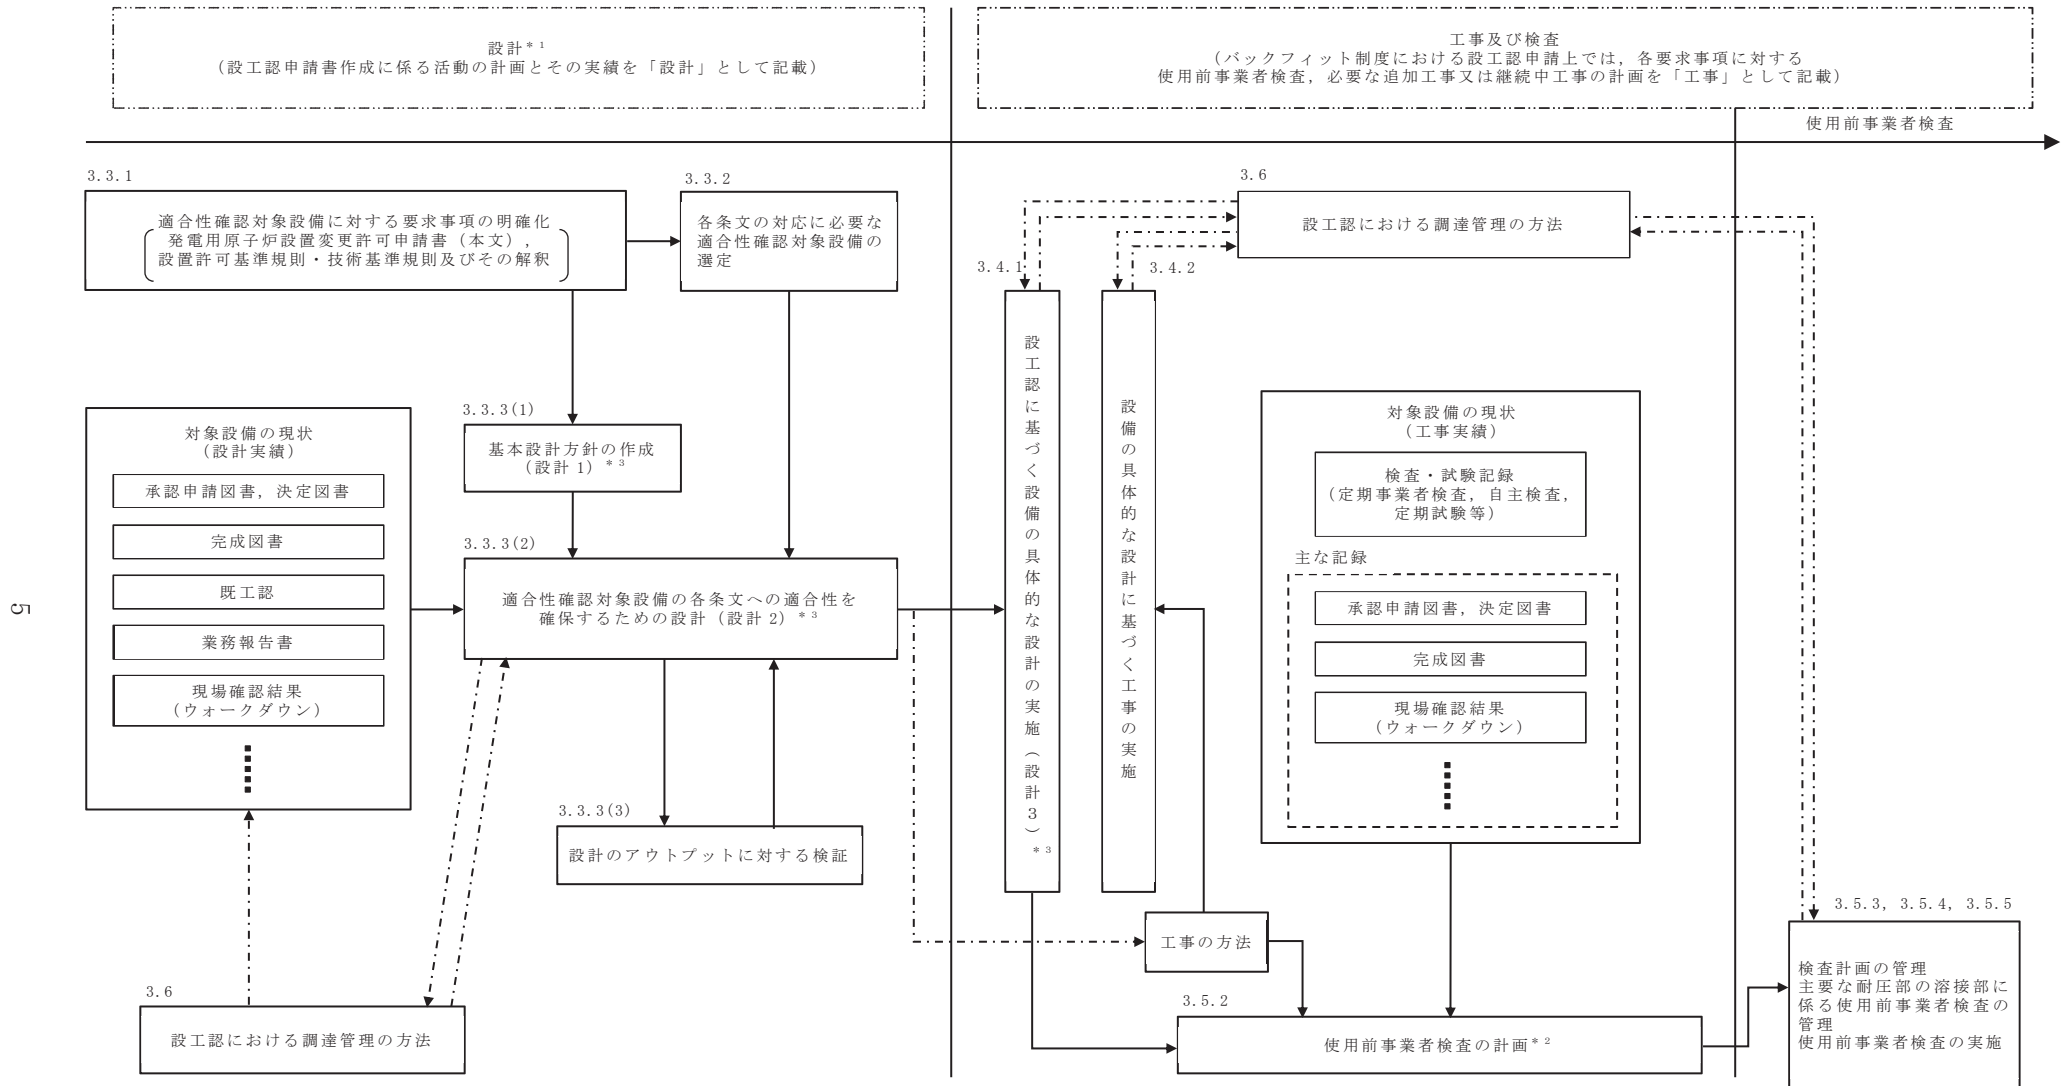 設計*1
（設工認申請書作成に係る活動の計画とその実績を「設計」として記載）
工事及び検査
（バックフィット制度における設工認申請上では，各要求事項に対する
使用前事業者検査，必要な追加工事又は継続中工事の計画を「工事」として記載）
使用前事業者検査
3.3.1
適合性確認対象設備に対する要求事項の明確化
発電用原子炉設置変更許可申請書（本文），
設置許可基準規則・技術基準規則及びその解釈
3.3.2
各条文の対応に必要な
適合性確認対象設備の
選定
3.6
設工認における調達管理の方法
3.4.1
3.4.2
設工認に基づく設備の具体的な設計の実施（設計3）*3
設備の具体的な設計に基づく工事の実施
対象設備の現状
（設計実績）
承認申請図書，決定図書
完成図書
既工認
業務報告書
現場確認結果
（ウォークダウン）
3.3.3(1)
基本設計方針の作成
（設計1）*3
3.3.3(2)
適合性確認対象設備の各条文への適合性を
確保するための設計（設計2）*3
3.3.3(3)
設計のアウトプットに対する検証
3.6
設工認における調達管理の方法
対象設備の現状
（工事実績）
検査・試験記録
（定期事業者検査，自主検査，
定期試験等）
主な記録
承認申請図書，決定図書
完成図書
現場確認結果
（ウォークダウン）
工事の方法
3.5.2
使用前事業者検査の計画*2
3.5.3, 3.5.4, 3.5.5
検査計画の管理
主要な耐圧部の溶接部に
係る使用前事業者検査の
管理
使用前事業者検査の実施
5